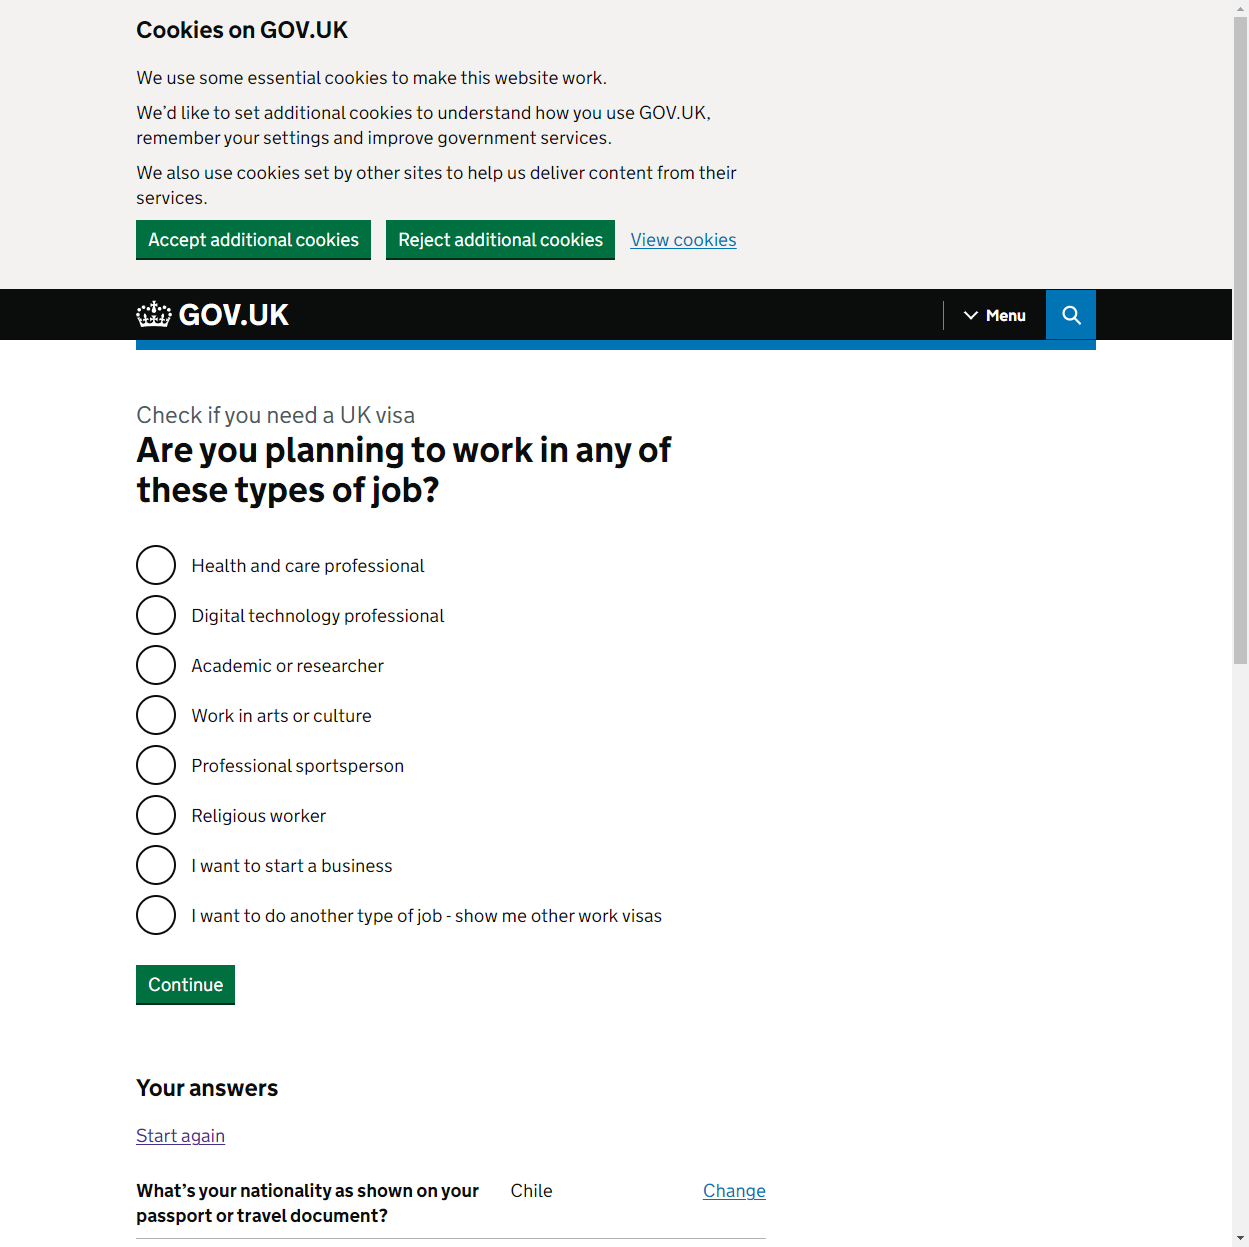 Cookies on GOV.UK
We use some essential cookies to make this website work.
We’d like to set additional cookies to understand how you use GOV.UK,
remember your settings and improve government services.
We also use cookies set by other sites to help us deliver content from their
services.
Accept additional cookies Reject additional cookies View cookies
GOV.UK Menu
Check if you need a UK visa
Are you planning to work in any of
these types of job?
Health and care professional
Digital technology professional
Academic or researcher
Work in arts or culture
Professional sportsperson
Religious worker
I want to start a business
I want to do another type of job - show me other work visas
Continue
Your answers
Start again
What’s your nationality as shown on your Chile Change
passport or travel document?